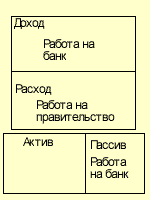 Доход
Работа на
банк
Расход
Работа на
правительство
Актив
Пассив
Работа
на банк